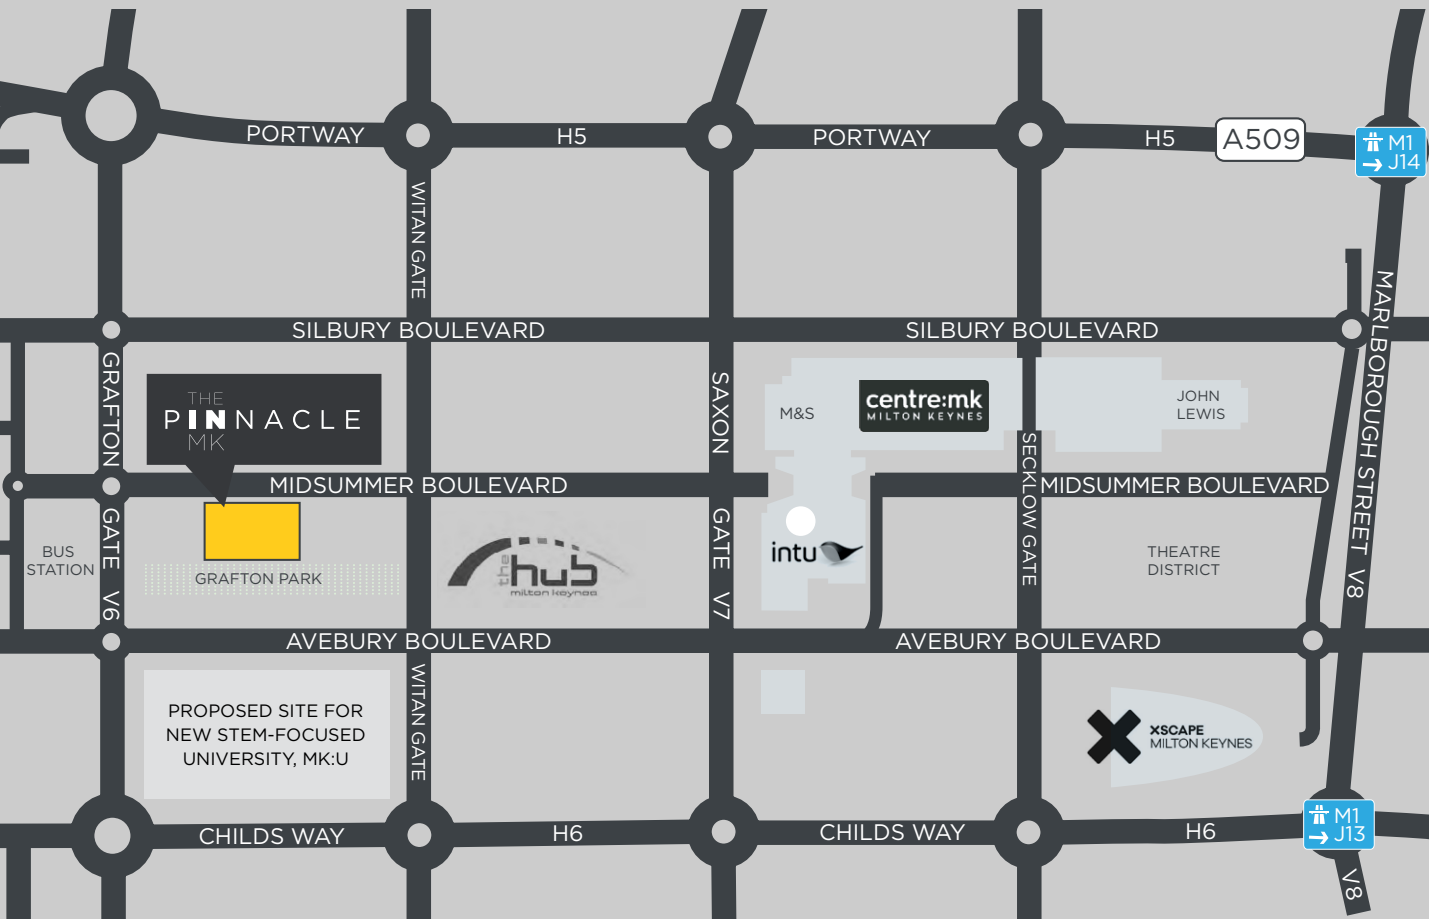 PORTWAY
H5
PORTWAY
H5
A509
M1
J14
WITAN GATE
SILBURY BOULEVARD
SILBURY BOULEVARD
MARLBOROUGH STREET V8
GRAFTON
GATE
V6
THE
PINNACLE
MK
SAXON
GATE
V7
M&S
centre:mk
MILTON KEYNES
JOHN
LEWIS
MIDSUMMER BOULEVARD
SECKLOW GATE
MIDSUMMER BOULEVARD
BUS
STATION
GRAFTON PARK
the
hub
milton keynes
intu
THEATRE
DISTRICT
AVEBURY BOULEVARD
AVEBURY BOULEVARD
PROPOSED SITE FOR
NEW STEM-FOCUSED
UNIVERSITY, MK:U
WITAN GATE
XSCAPE
MILTON KEYNES
CHILDS WAY
H6
CHILDS WAY
H6
M1
J13
V8